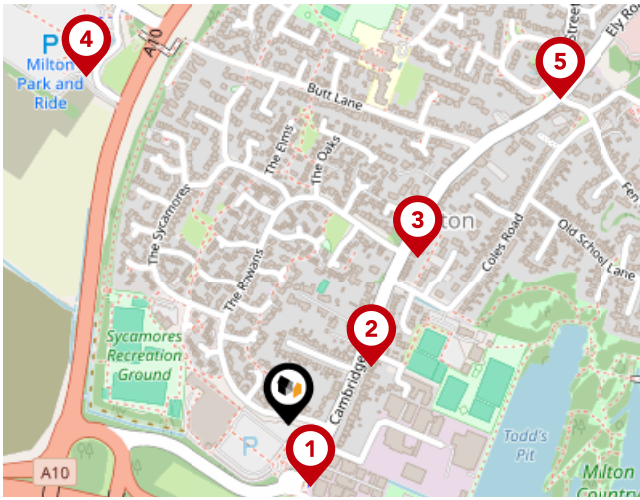 4
A10
P
Milton
Park and
Ride
Street
Ely Ro
5
Butt Lane
The Elms
The Oaks
Fen
The Sycamores
3
ton
Coles Road
Old School Lane
The Rowans
2
Sycamores
Recreation
Ground
Cambridge
1
P
Todd's
Pit
A10
Milton
Country